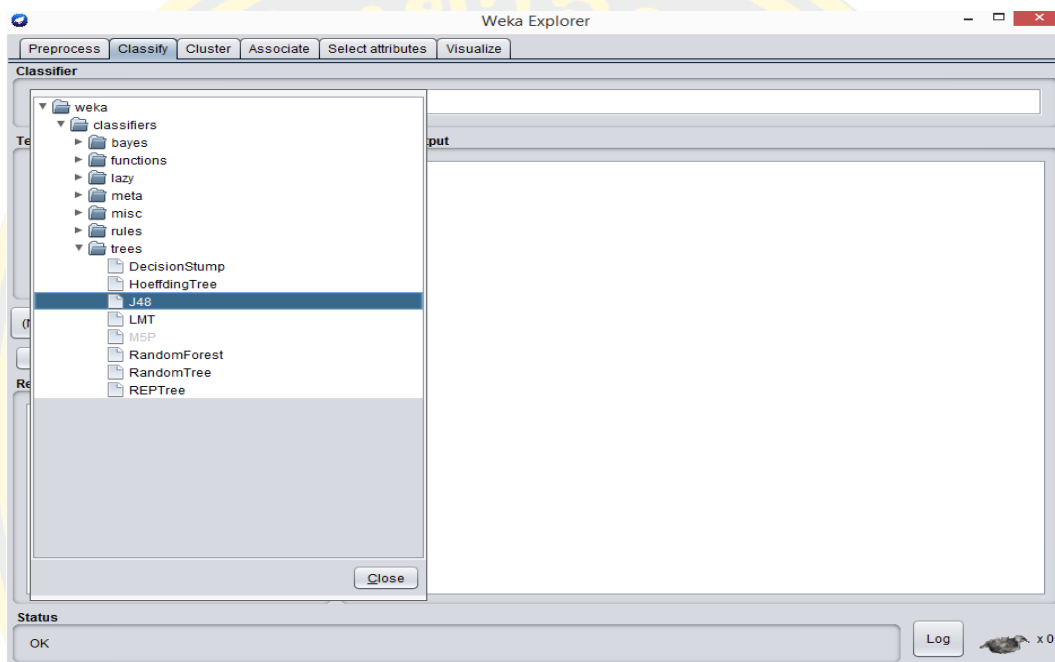 Weka Explorer
Preprocess Classify Cluster Associate Select attributes Visualize
Classifier
weka
classifiers
bayes
functions
lazy
meta
misc
rules
trees
DecisionStump
HoeffdingTree
J48
LMT
M5P
RandomForest
RandomTree
REPTree
Close
Status
OK
Log
x 0